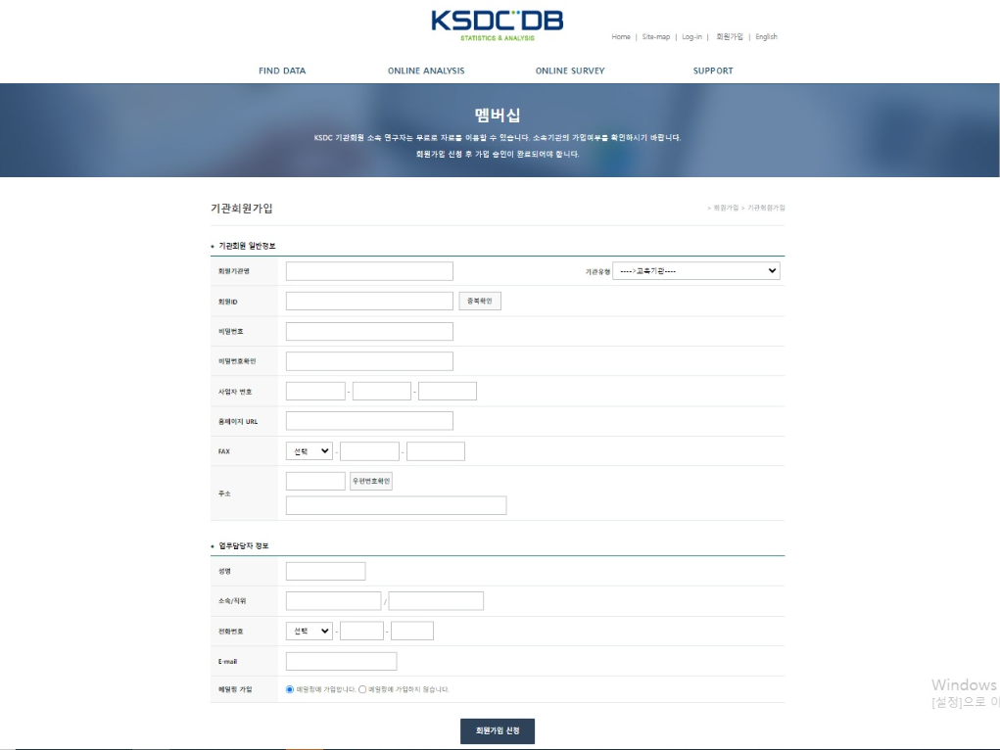 KSDC DB
STATISTICS & ANALYSIS
Home | Site-map | Log-in | 회원가입 | English
FIND DATA ONLINE ANALYSIS ONLINE SURVEY SUPPORT
멤버십
KSDC 기관회원 소속 연구자는 무료로 자료를 이용할 수 있습니다. 소속기관의 가입여부를 확인하시기 바랍니다.
회원가입 신청 후 가입 승인이 완료되어야 합니다.
기관회원가입
> 회원가입 > 기관회원가입
기관회원 일반정보
회원기관명 기관유형 ---->교육기관----
회원ID 중복확인
비밀번호
비밀번호확인
사업자 번호 - -
홈페이지 URL
FAX 선택 - -
주소 우편번호확인
업무담당자 정보
성명
소속/직위 /
전화번호 선택 - -
E-mail
메일링 가입 메일링에 가입합니다. 메일링에 가입하지 않습니다.
Windows
[설정]으로 이
회원가입 신청